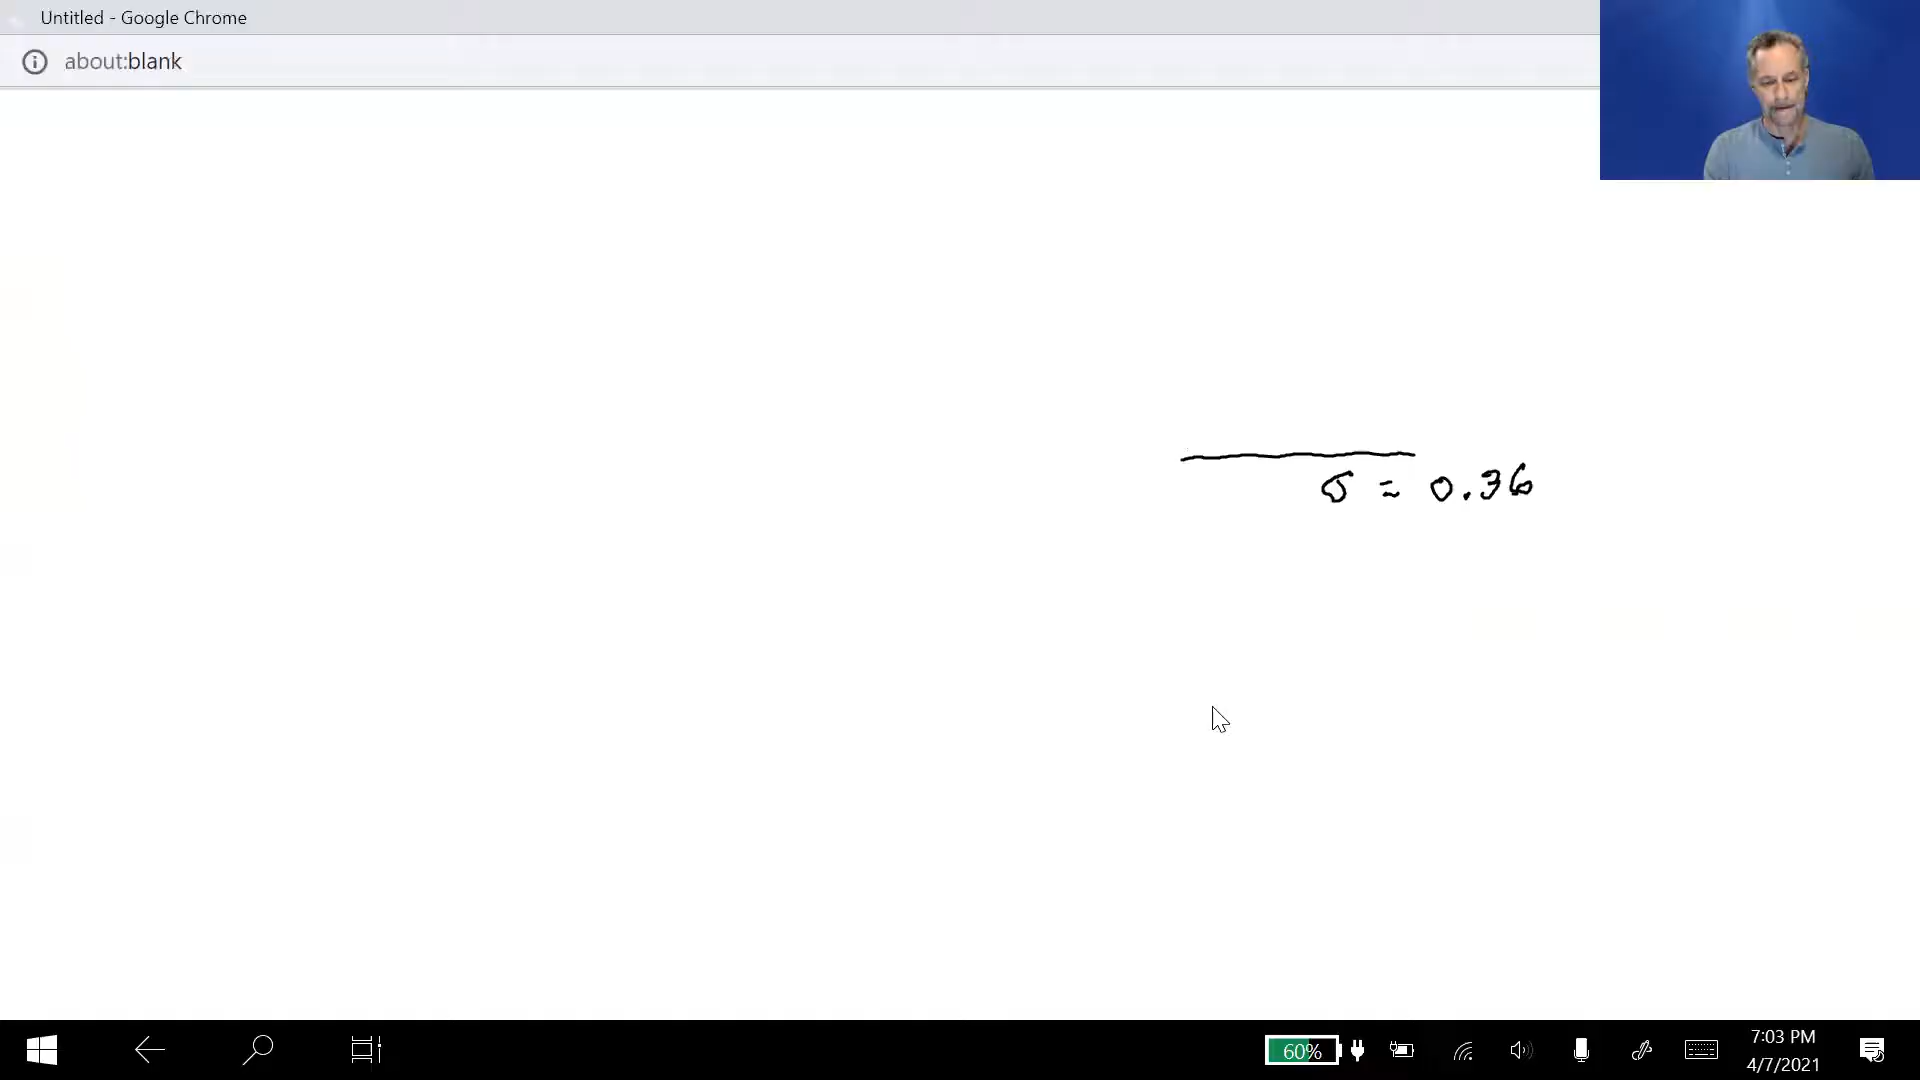 Untitled - Google Chrome
about:blank
σ = 0.36
60%
7:03 PM
4/7/2021